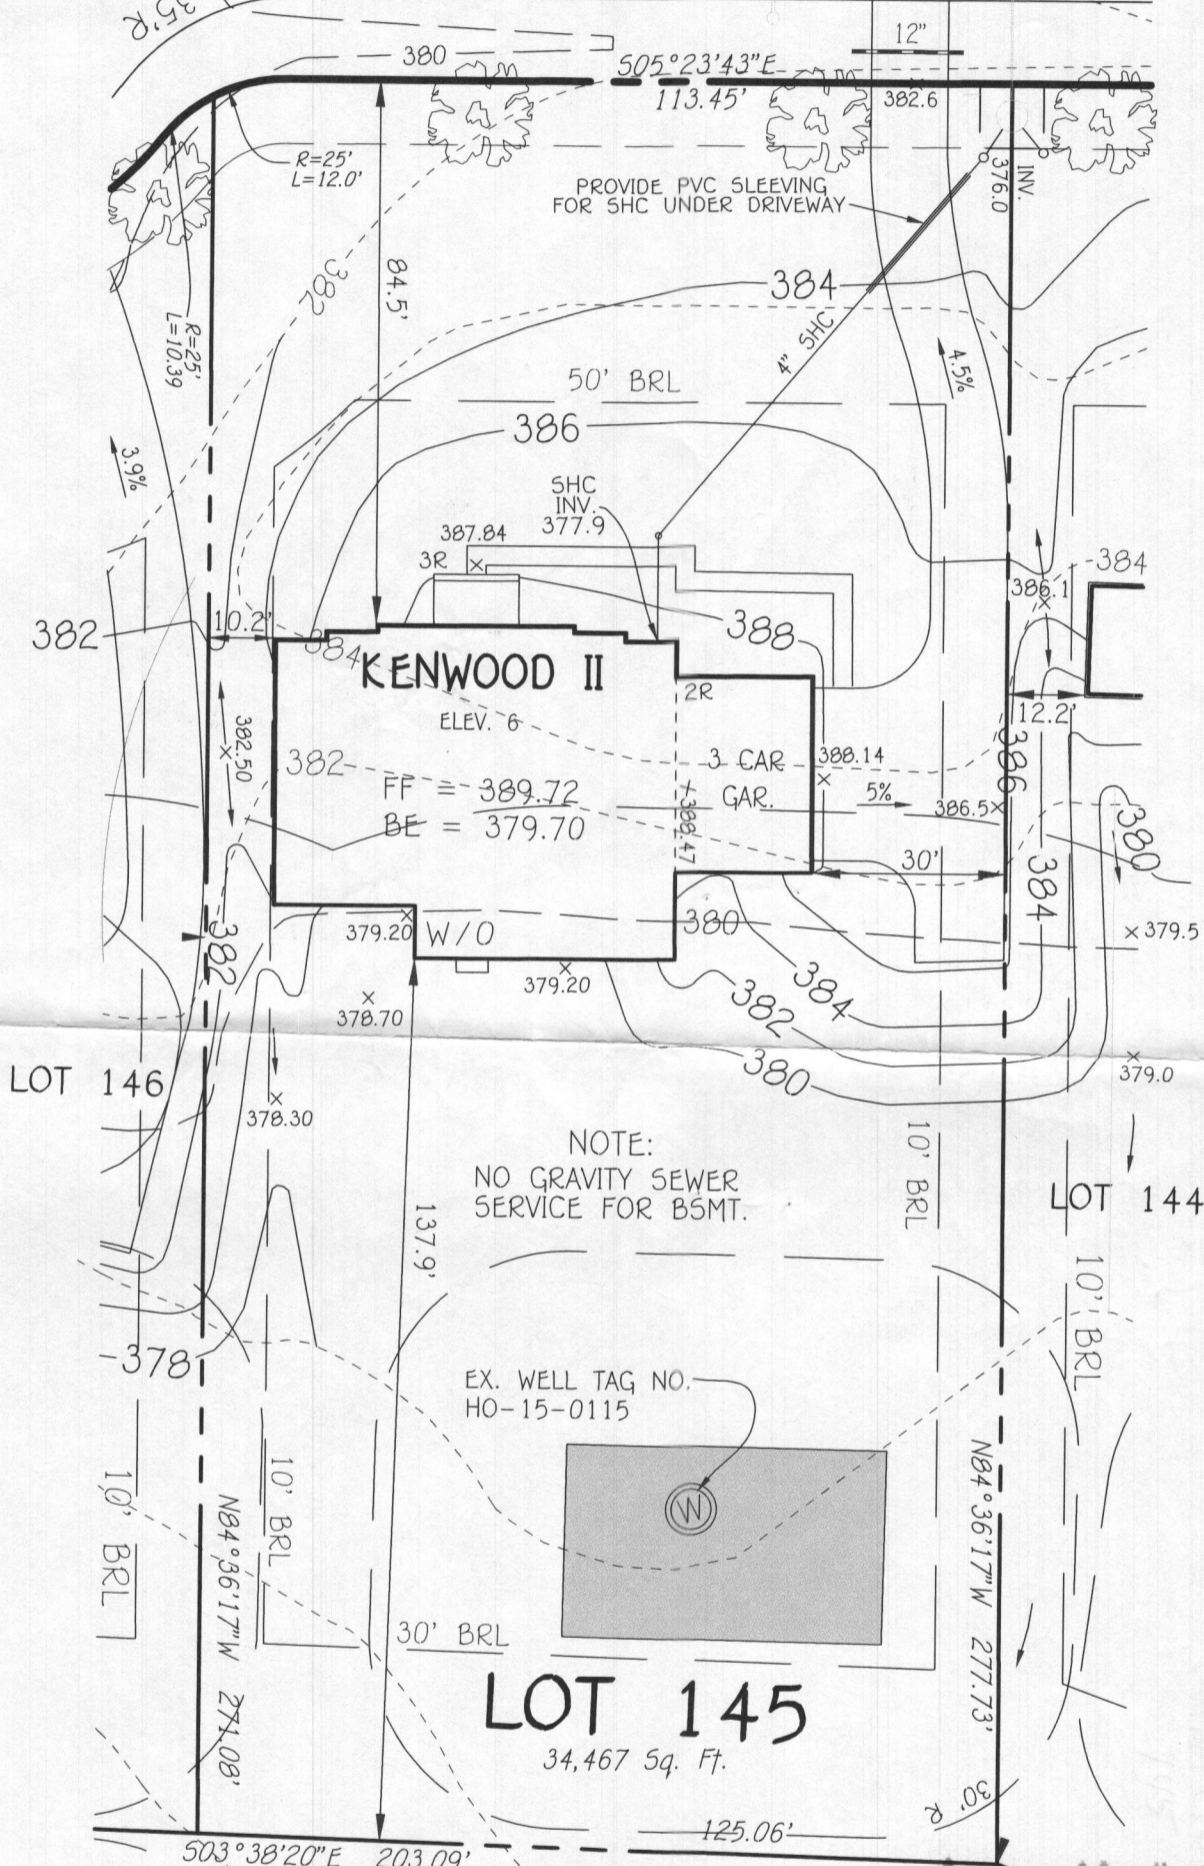 35'R
12"
380
S05°23'43"E
113.45'
382.6
R=25'
L=12.0'
PROVIDE PVC SLEEVING
FOR SHC UNDER DRIVEWAY
INV.
376.0
382
84.5'
384
R=25'
L=10.39
4" SHC
4.5%
50' BRL
386
3.9%
SHC
INV.
377.9
387.84
3R
384
386.1
382
10.2'
388
384
KENWOOD II
2R
ELEV. 6
12.2'
382.50
382
3 CAR
GAR.
388.14
386
FF = 389.72
BE = 379.70
388.47
5%
386.5
380
30'
384
382
379.20
W/O
380
379.5
379.20
384
382
378.70
380
379.0
LOT 146
378.30
NOTE:
NO GRAVITY SEWER
SERVICE FOR BSMT.
10' BRL
LOT 144
137.9'
10' BRL
378
EX. WELL TAG NO.
HO-15-0115
W
10' BRL
10' BRL
N84°36'17"W 271.08'
N84°36'17"W 277.73'
30' BRL
LOT 145
34,467 Sq. Ft.
30' R
125.06'
S03°38'20"E 203.09'